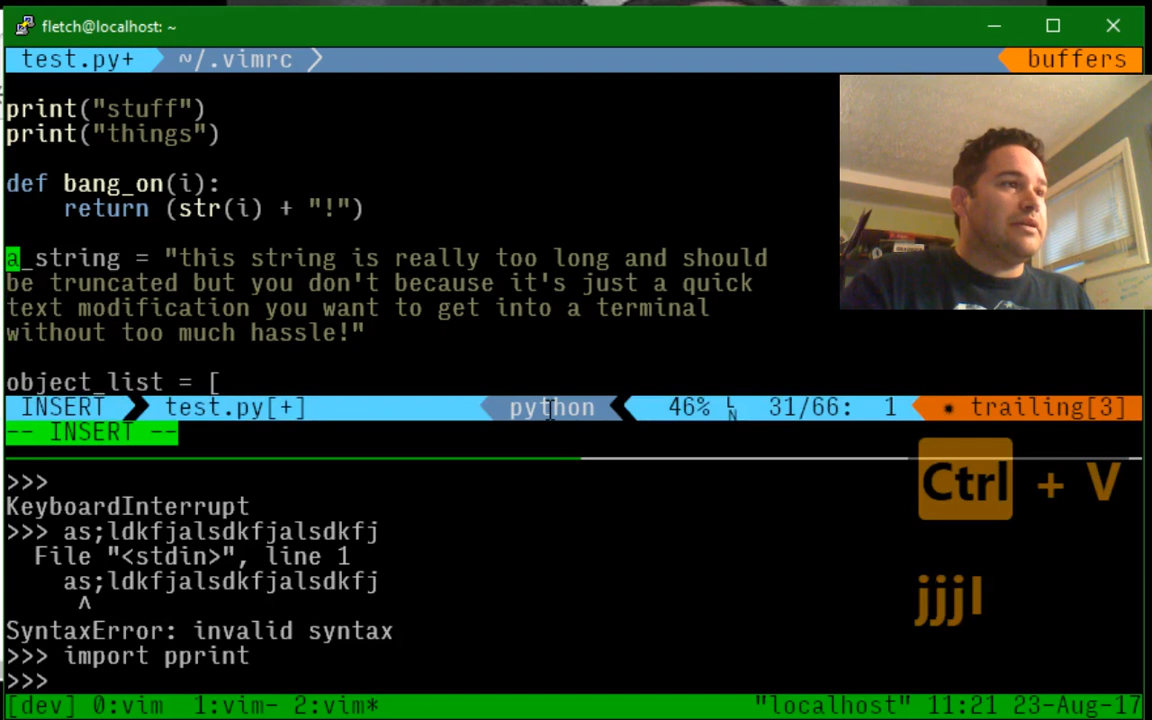 fletch@localhost: ~
test.py+ ~/.vimrc buffers
print("stuff")
print("things")
def bang_on(i):
return (str(i) + "!")
a_string = "this string is really too long and should
be truncated but you don't because it's just a quick
text modification you want to get into a terminal
without too much hassle!"
object_list = [
INSERT test.py[+] python 46% LN 31/66: 1 trailing[3]
-- INSERT --
>>>
KeyboardInterrupt
>>> as;ldkfjalsdkfjalsdkfj
File "<stdin>", line 1
as;ldkfjalsdkfjalsdkfj
^
SyntaxError: invalid syntax
>>> import pprint
>>>
Ctrl + V
jjjl
[dev] 0:vim 1:vim- 2:vim* "localhost" 11:21 23-Aug-17